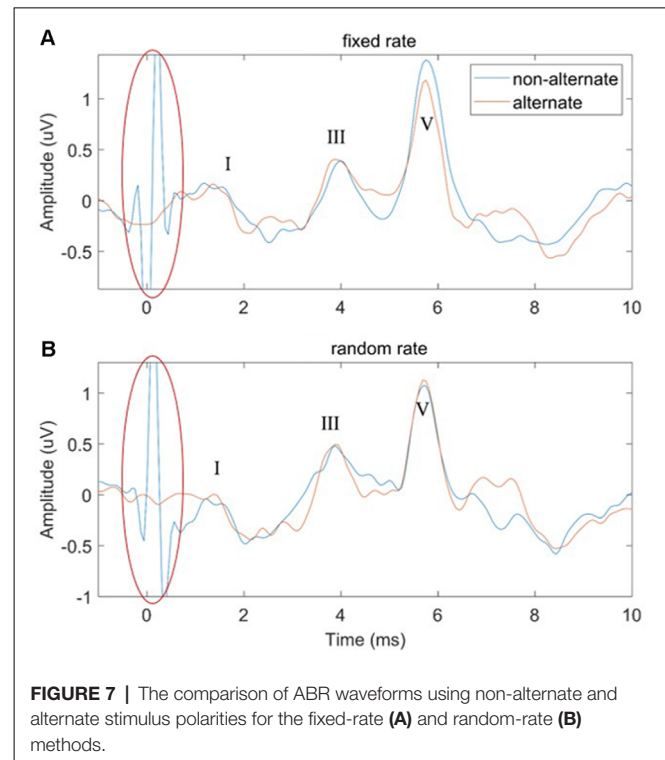 A
fixed rate
non-alternate
alternate
I
III
V
Amplitude (uV)
1
0.5
0
-0.5
0 2 4 6 8 10
B
random rate
I
III
V
Amplitude (uV)
1
0.5
0
-0.5
-1
0 2 4 6 8 10
Time (ms)
FIGURE 7 | The comparison of ABR waveforms using non-alternate and
alternate stimulus polarities for the fixed-rate (A) and random-rate (B)
methods.